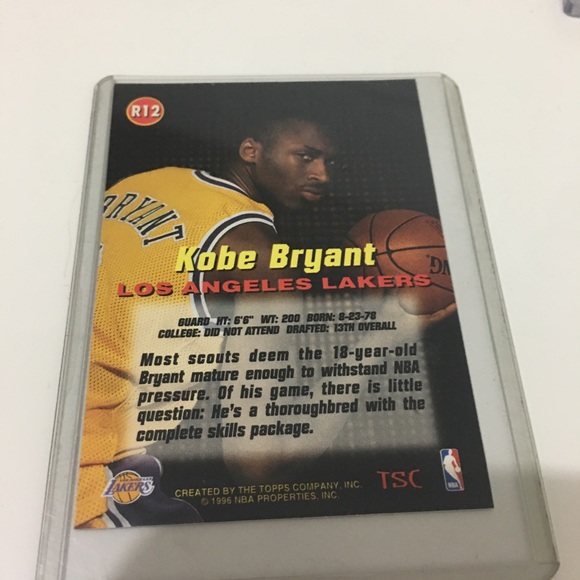 R12
BRYANT
Kobe Bryant
LOS ANGELES LAKERS
GUARD HT: 6'6" WT: 200 BORN: 8-23-78
COLLEGE: DID NOT ATTEND DRAFTED: 13TH OVERALL
Most scouts deem the 18-year-old
Bryant mature enough to withstand NBA
pressure. Of his game, there is little
question: He's a thoroughbred with the
complete skills package.
LAKERS
CREATED BY THE TOPPS COMPANY, INC.
© 1996 NBA PROPERTIES, INC.
TSC
NBA